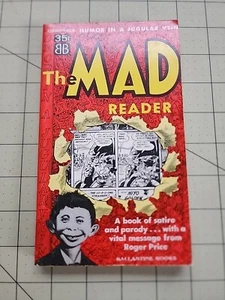 HUMOR IN A JUGULAR VEIN
35¢
BB
The MAD
READER
A book of satire
and parody...with a
vital message from
Roger Price
BALLANTINE BOOKS